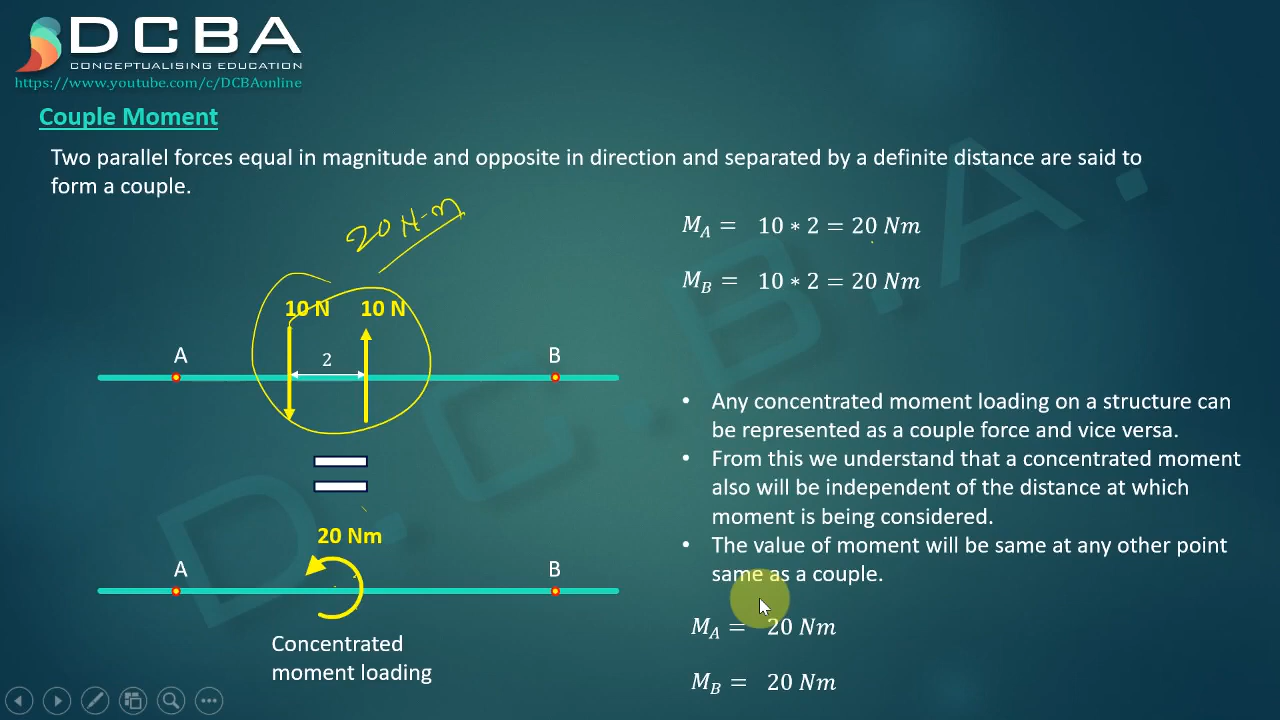 DCBA
CONCEPTUALISING EDUCATION
https://www.youtube.com/c/DCBAonline
Couple Moment
Two parallel forces equal in magnitude and opposite in direction and separated by a definite distance are said to
form a couple.
20 N-m
10 N 10 N
A 2 B
20 Nm
A B
Concentrated
moment loading
M_A = 10 * 2 = 20 Nm
M_B = 10 * 2 = 20 Nm
• Any concentrated moment loading on a structure can
be represented as a couple force and vice versa.
• From this we understand that a concentrated moment
also will be independent of the distance at which
moment is being considered.
• The value of moment will be same at any other point
same as a couple.
M_A = 20 Nm
M_B = 20 Nm
D.C.B.A.